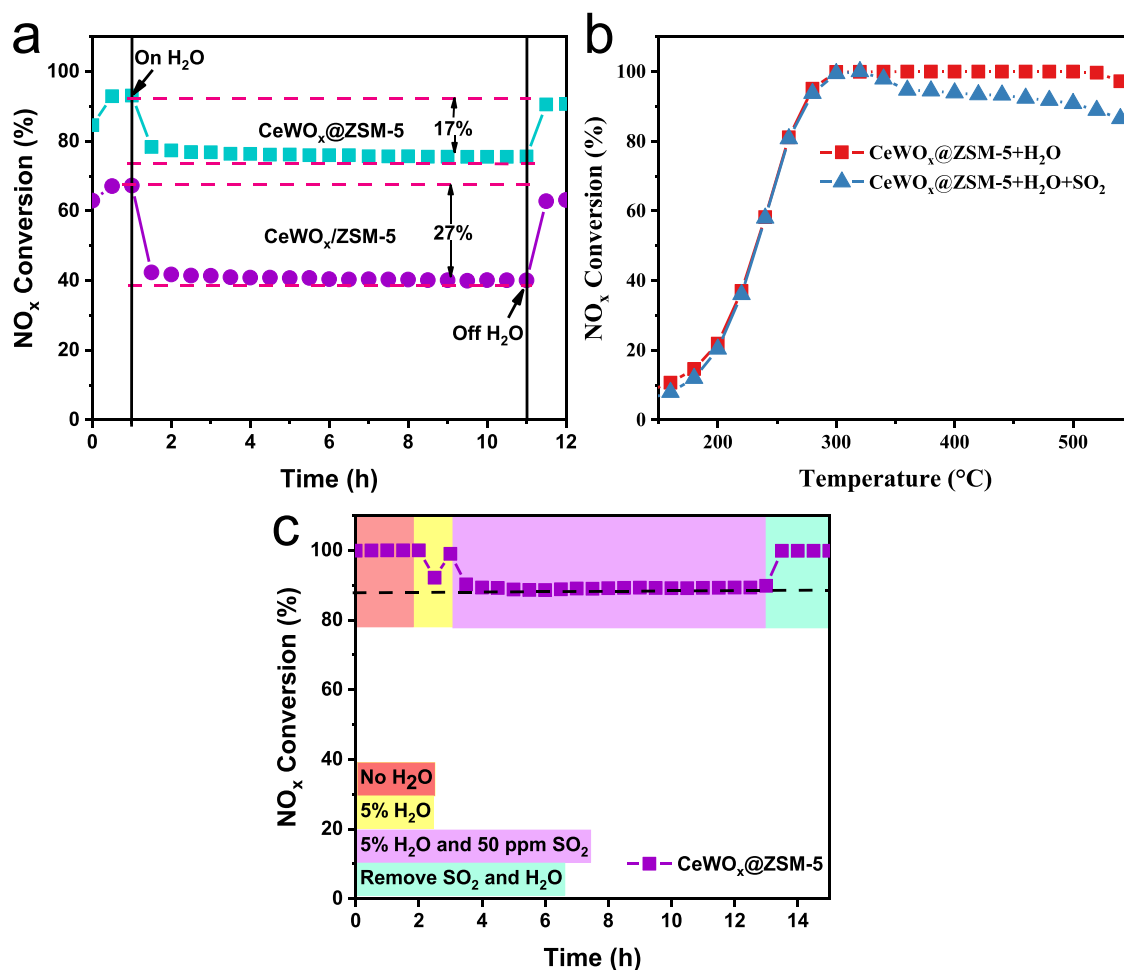 a
On H₂O
CeWOₓ@ZSM-5
17%
CeWOₓ/ZSM-5
27%
Off H₂O
NOₓ Conversion (%)
100
80
60
40
20
0
0 2 4 6 8 10 12
Time (h)
b
CeWOₓ@ZSM-5+H₂O
CeWOₓ@ZSM-5+H₂O+SO₂
NOₓ Conversion (%)
100
80
60
40
20
0
200 300 400 500
Temperature (°C)
c
NOₓ Conversion (%)
100
80
60
40
20
0
No H₂O
5% H₂O
5% H₂O and 50 ppm SO₂
Remove SO₂ and H₂O
CeWOₓ@ZSM-5
0 2 4 6 8 10 12 14
Time (h)